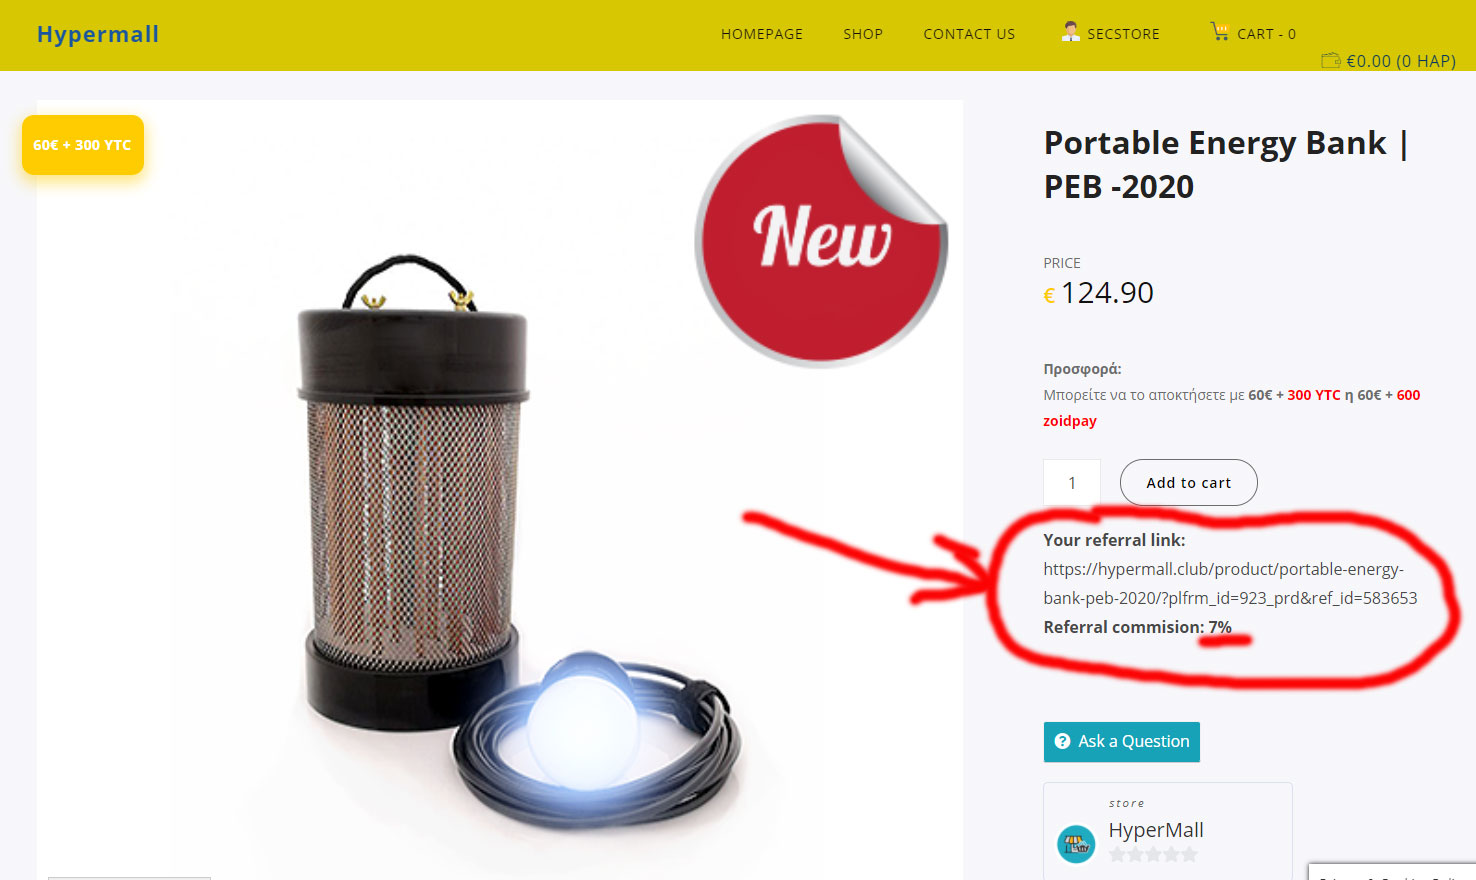 Hypermall
HOMEPAGE
SHOP
CONTACT US
SECSTORE
CART - 0
€0.00 (0 HAP)
60€ + 300 YTC
New
Portable Energy Bank |
PEB -2020
PRICE
€ 124.90
Προσφορά:
Μπορείτε να το αποκτήσετε με 60€ + 300 YTC η 60€ + 600
zoidpay
1
Add to cart
Your referral link:
https://hypermall.club/product/portable-energy-
bank-peb-2020/?plfrm_id=923_prd&ref_id=583653
Referral commision: 7%
Ask a Question
store
HyperMall